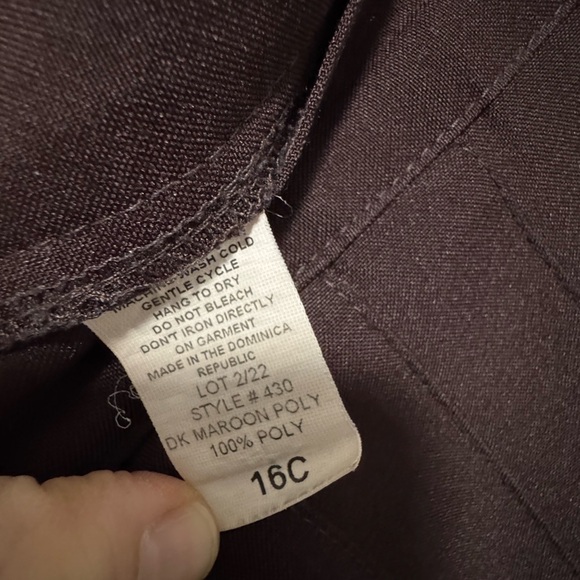 MACHINE WASH COLD
GENTLE CYCLE
HANG TO DRY
DO NOT BLEACH
DON'T IRON DIRECTLY
ON GARMENT
MADE IN THE DOMINICA
REPUBLIC
LOT 2/22
STYLE # 430
DK MAROON POLY
100% POLY
16C